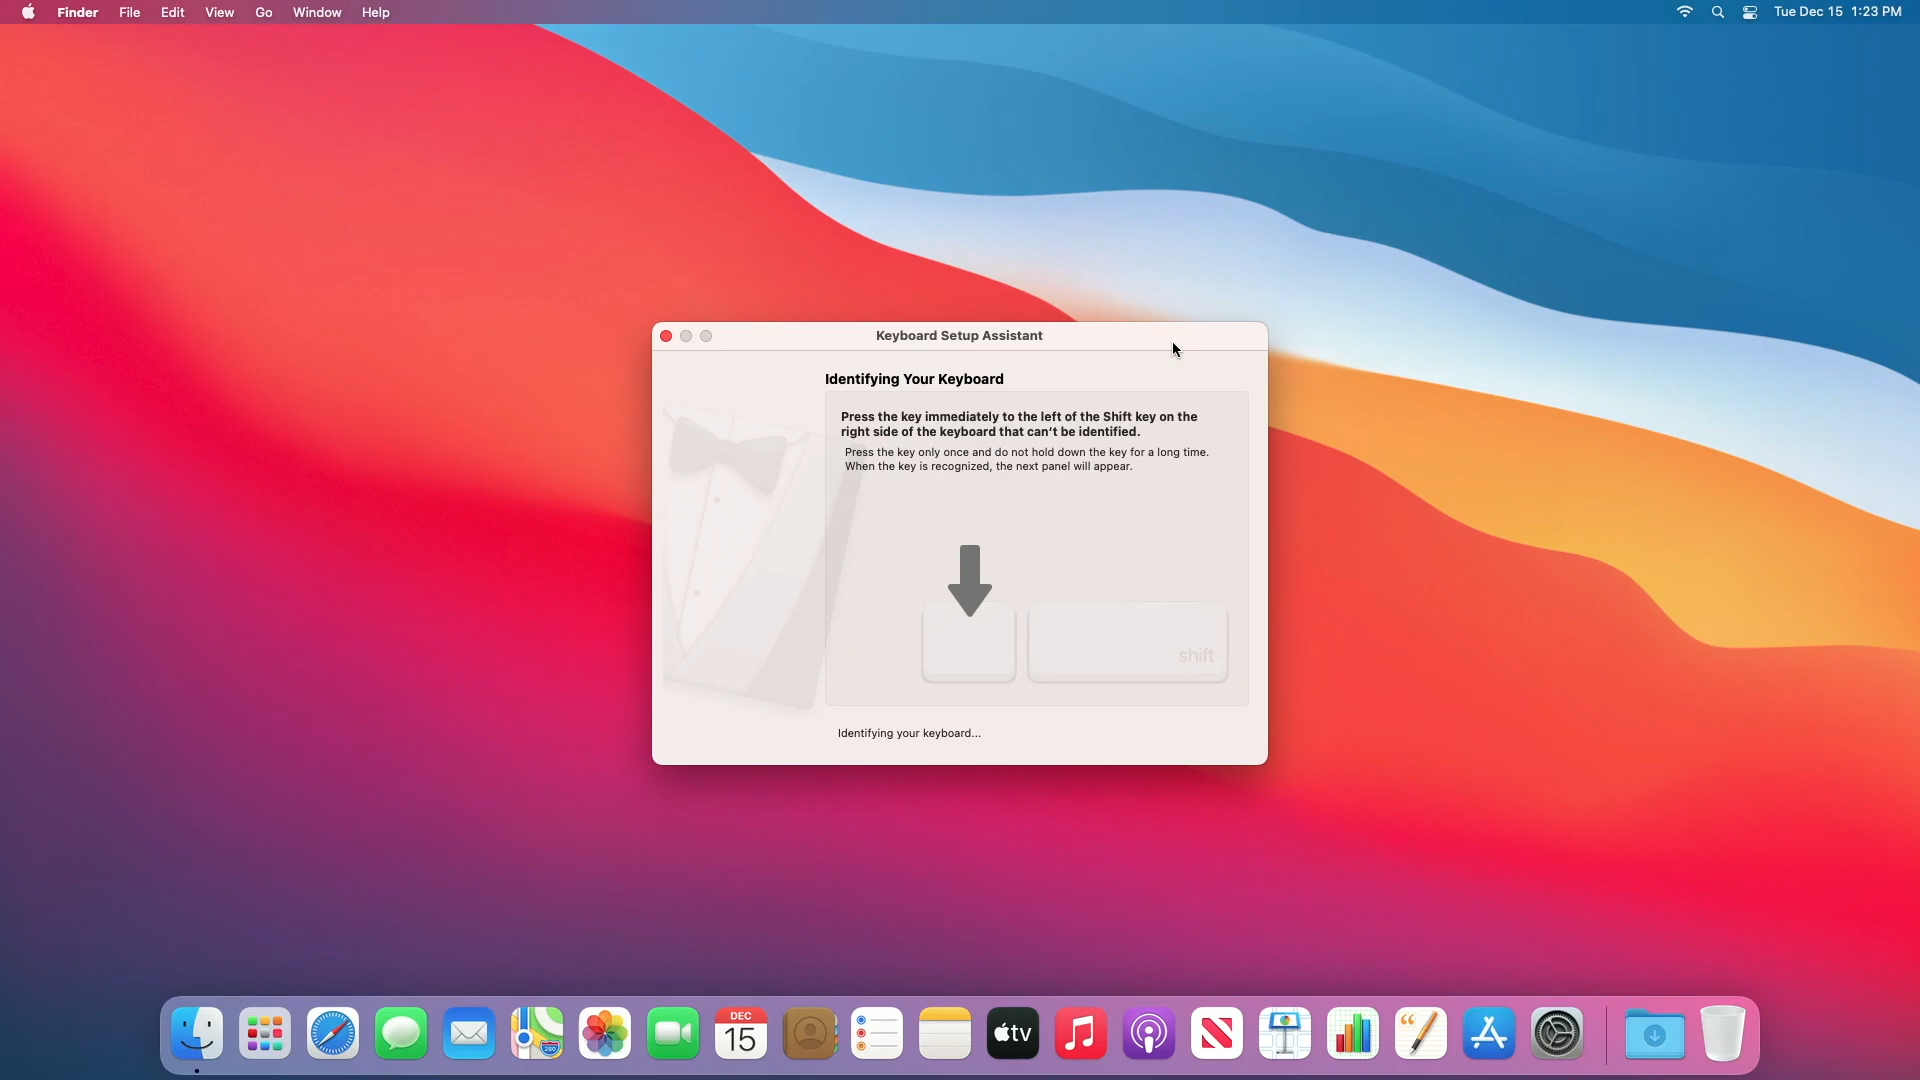 Finder File Edit View Go Window Help Tue Dec 15 1:23 PM
Keyboard Setup Assistant
Identifying Your Keyboard
Press the key immediately to the left of the Shift key on the
right side of the keyboard that can't be identified.
Press the key only once and do not hold down the key for a long time.
When the key is recognized, the next panel will appear.
shift
Identifying your keyboard...
DEC
15
tv
280